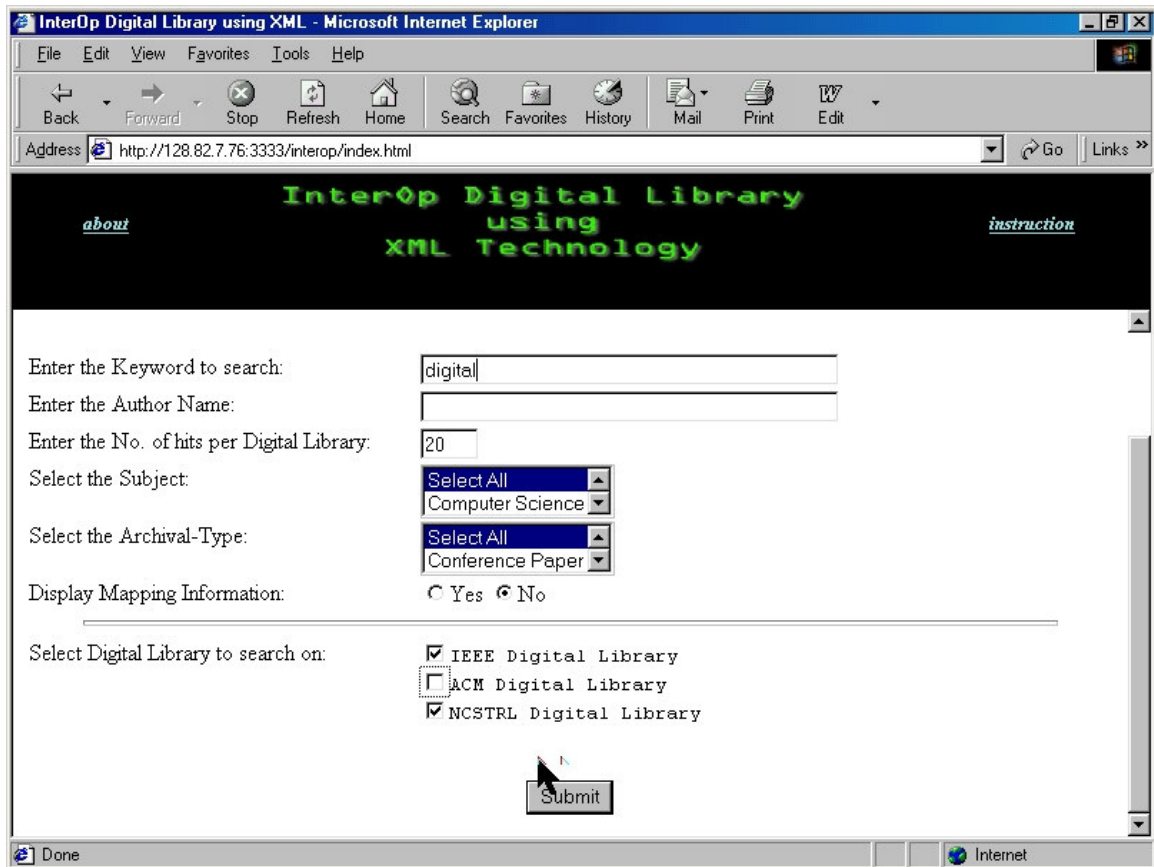 InterOp Digital Library using XML - Microsoft Internet Explorer
File Edit View Favorites Tools Help
Back Forward Stop Refresh Home Search Favorites History Mail Print Edit
Address http://128.82.7.76:3333/interop/index.html Go Links »
InterOp Digital Library
about using instruction
XML Technology
Enter the Keyword to search: digital
Enter the Author Name:
Enter the No. of hits per Digital Library: 20
Select the Subject: Select All
Computer Science
Select the Archival-Type: Select All
Conference Paper
Display Mapping Information: Yes No
Select Digital Library to search on: IEEE Digital Library
ACM Digital Library
NCSTRL Digital Library
Submit
Done Internet